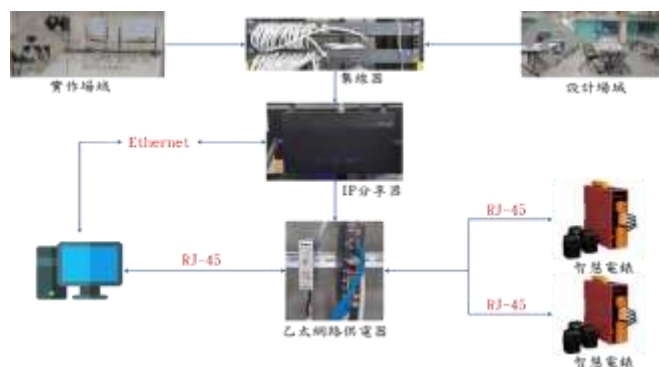 實作場域
集線器
設計場域
Ethernet
IP分享器
RJ-45
RJ-45
智慧電錶
乙太網路供電器
RJ-45
智慧電錶